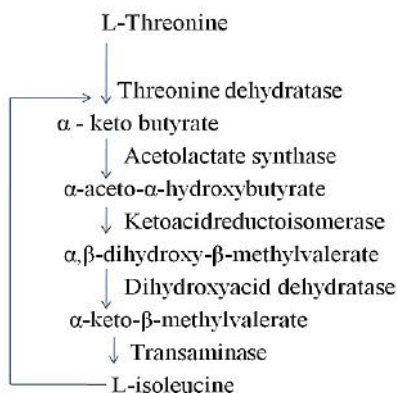 L-Threonine
Threonine dehydratase
α - keto butyrate
Acetolactate synthase
α-aceto-α-hydroxybutyrate
Ketoacidreductoisomerase
α,β-dihydroxy-β-methylvalerate
Dihydroxyacid dehydratase
α-keto-β-methylvalerate
Transaminase
L-isoleucine